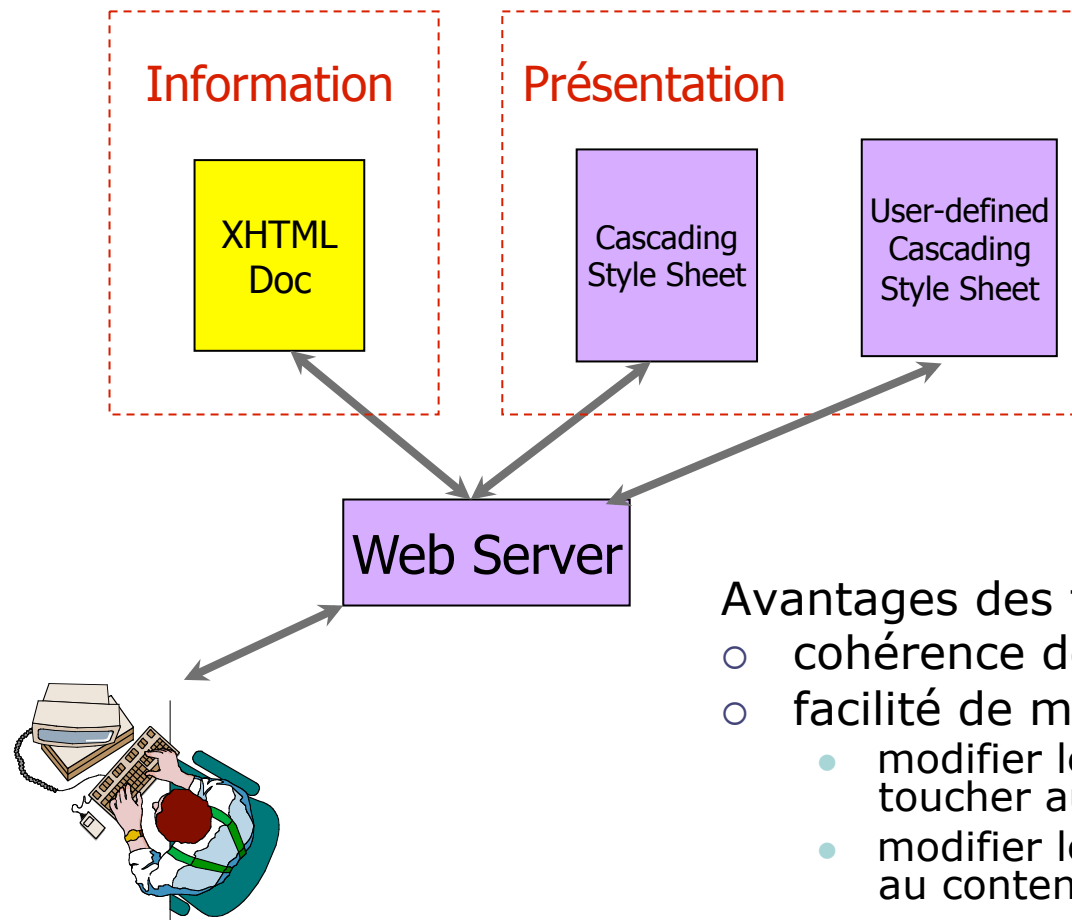 Information
Présentation
XHTML
Doc
Cascading
Style Sheet
User-defined
Cascading
Style Sheet
Web Server
Avantages des
cohérence
facilité de
modifier
toucher
modifier
au